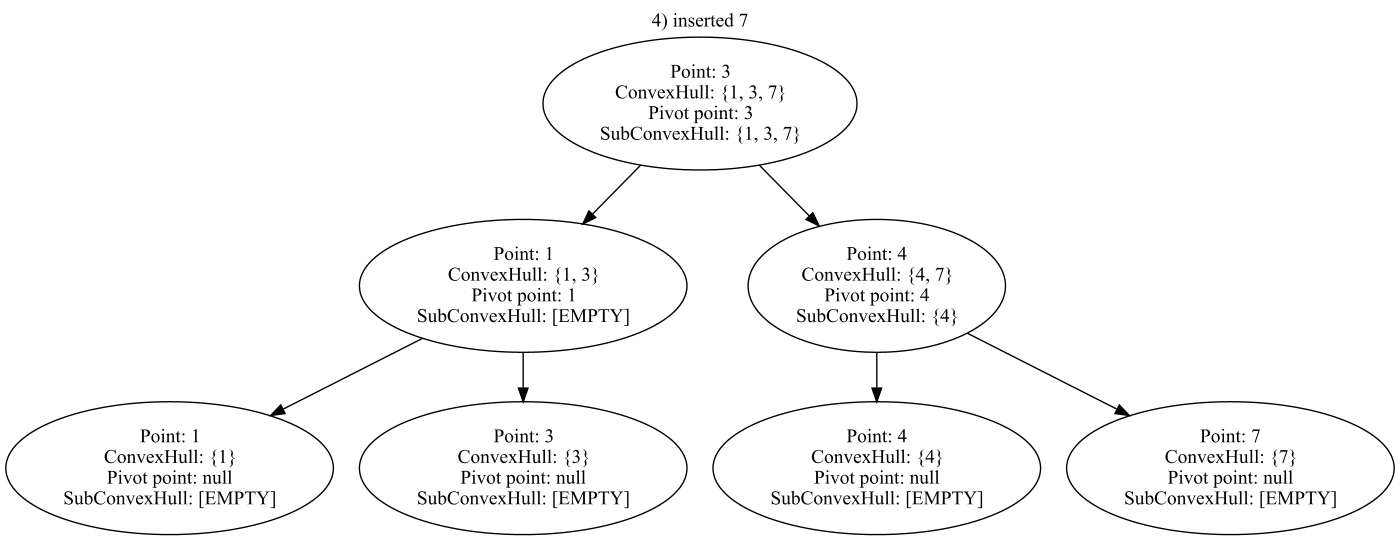 4) inserted 7
Point: 3
ConvexHull: {1, 3, 7}
Pivot point: 3
SubConvexHull: {1, 3, 7}
Point: 1
ConvexHull: {1, 3}
Pivot point: 1
SubConvexHull: [EMPTY]
Point: 4
ConvexHull: {4, 7}
Pivot point: 4
SubConvexHull: {4}
Point: 1
ConvexHull: {1}
Pivot point: null
SubConvexHull: [EMPTY]
Point: 3
ConvexHull: {3}
Pivot point: null
SubConvexHull: [EMPTY]
Point: 4
ConvexHull: {4}
Pivot point: null
SubConvexHull: [EMPTY]
Point: 7
ConvexHull: {7}
Pivot point: null
SubConvexHull: [EMPTY]